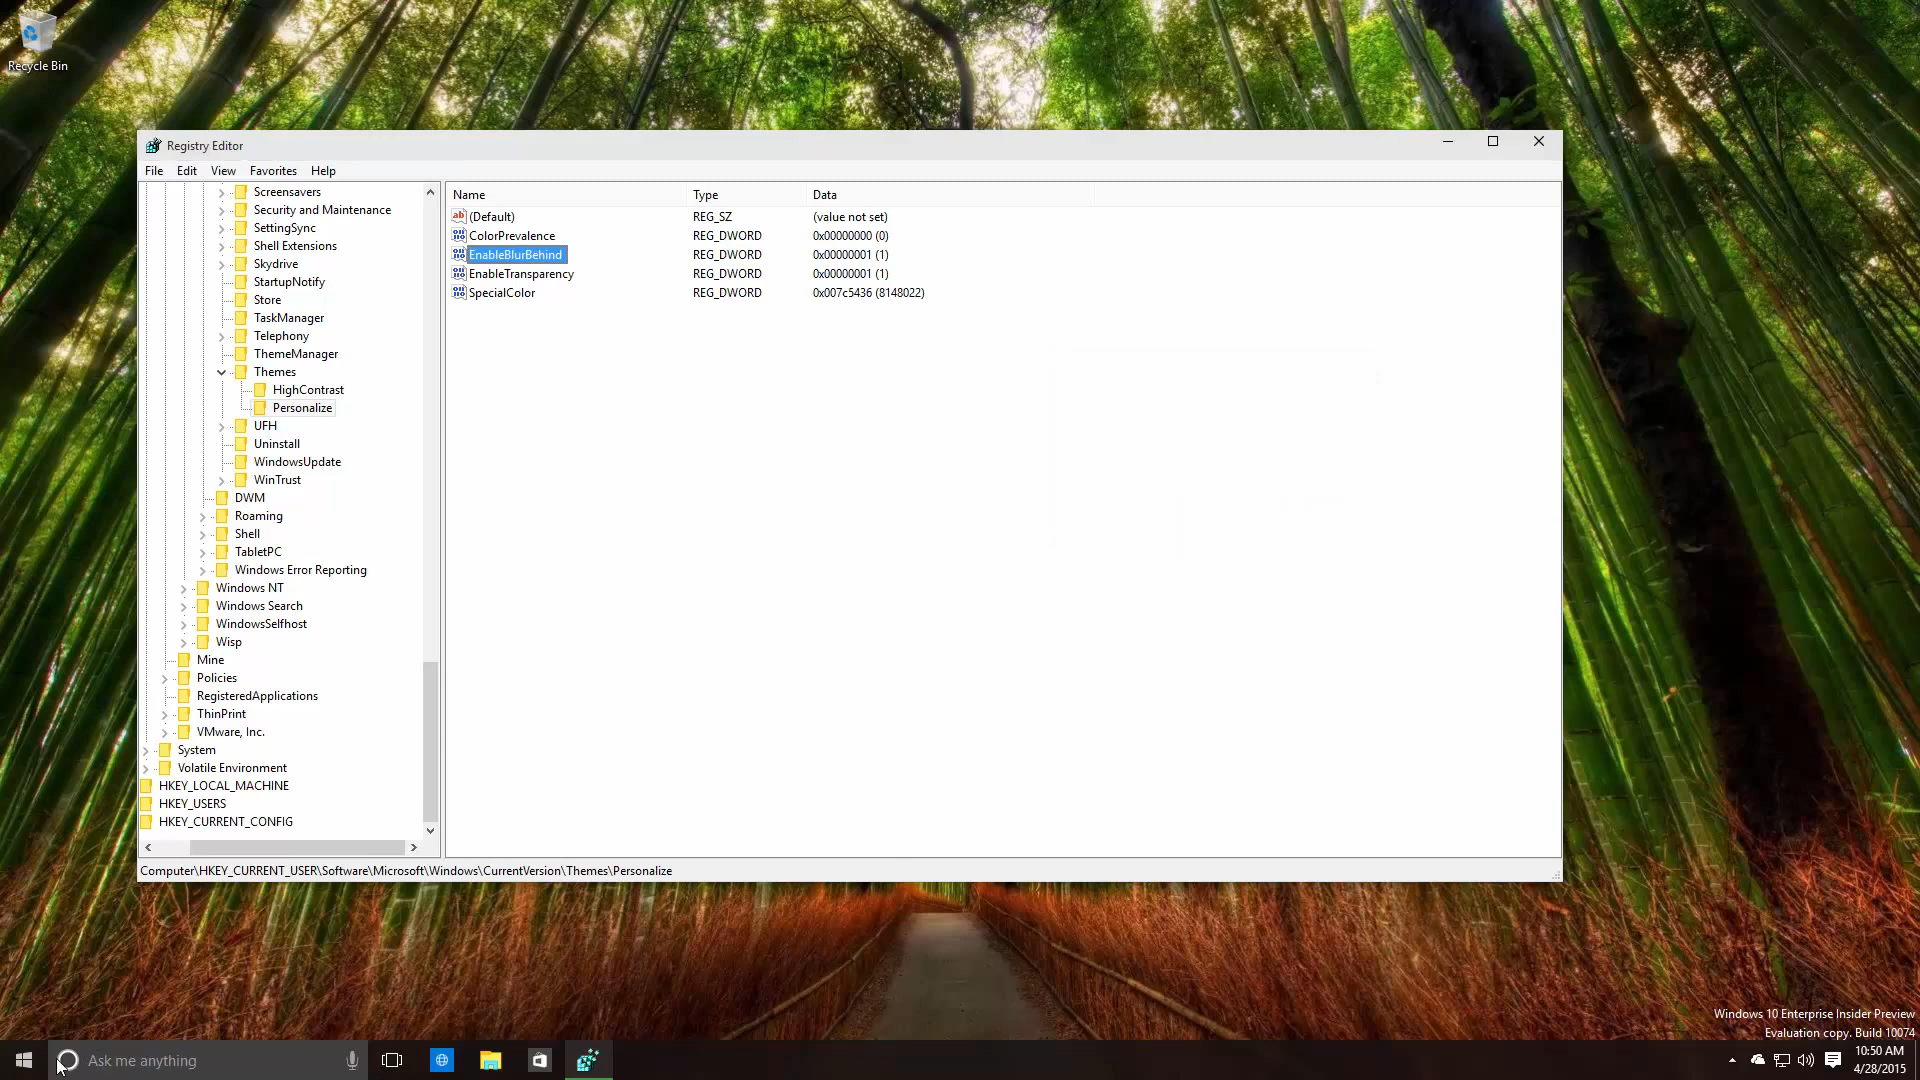 Recycle Bin
Registry Editor
File Edit View Favorites Help
Screensavers
Security and Maintenance
SettingSync
Shell Extensions
Skydrive
StartupNotify
Store
TaskManager
Telephony
ThemeManager
Themes
HighContrast
Personalize
UFH
Uninstall
WindowsUpdate
WinTrust
DWM
Roaming
Shell
TabletPC
Windows Error Reporting
Windows NT
Windows Search
WindowsSelfhost
Wisp
Mine
Policies
RegisteredApplications
ThinPrint
VMware, Inc.
System
Volatile Environment
HKEY_LOCAL_MACHINE
HKEY_USERS
HKEY_CURRENT_CONFIG
Name Type Data
ab (Default) REG_SZ (value not set)
ColorPrevalence REG_DWORD 0x00000000 (0)
EnableBlurBehind REG_DWORD 0x00000001 (1)
EnableTransparency REG_DWORD 0x00000001 (1)
SpecialColor REG_DWORD 0x007c5436 (8148022)
Computer\HKEY_CURRENT_USER\Software\Microsoft\Windows\CurrentVersion\Themes\Personalize
Windows 10 Enterprise Insider Preview
Evaluation copy. Build 10074
Ask me anything
10:50 AM
4/28/2015